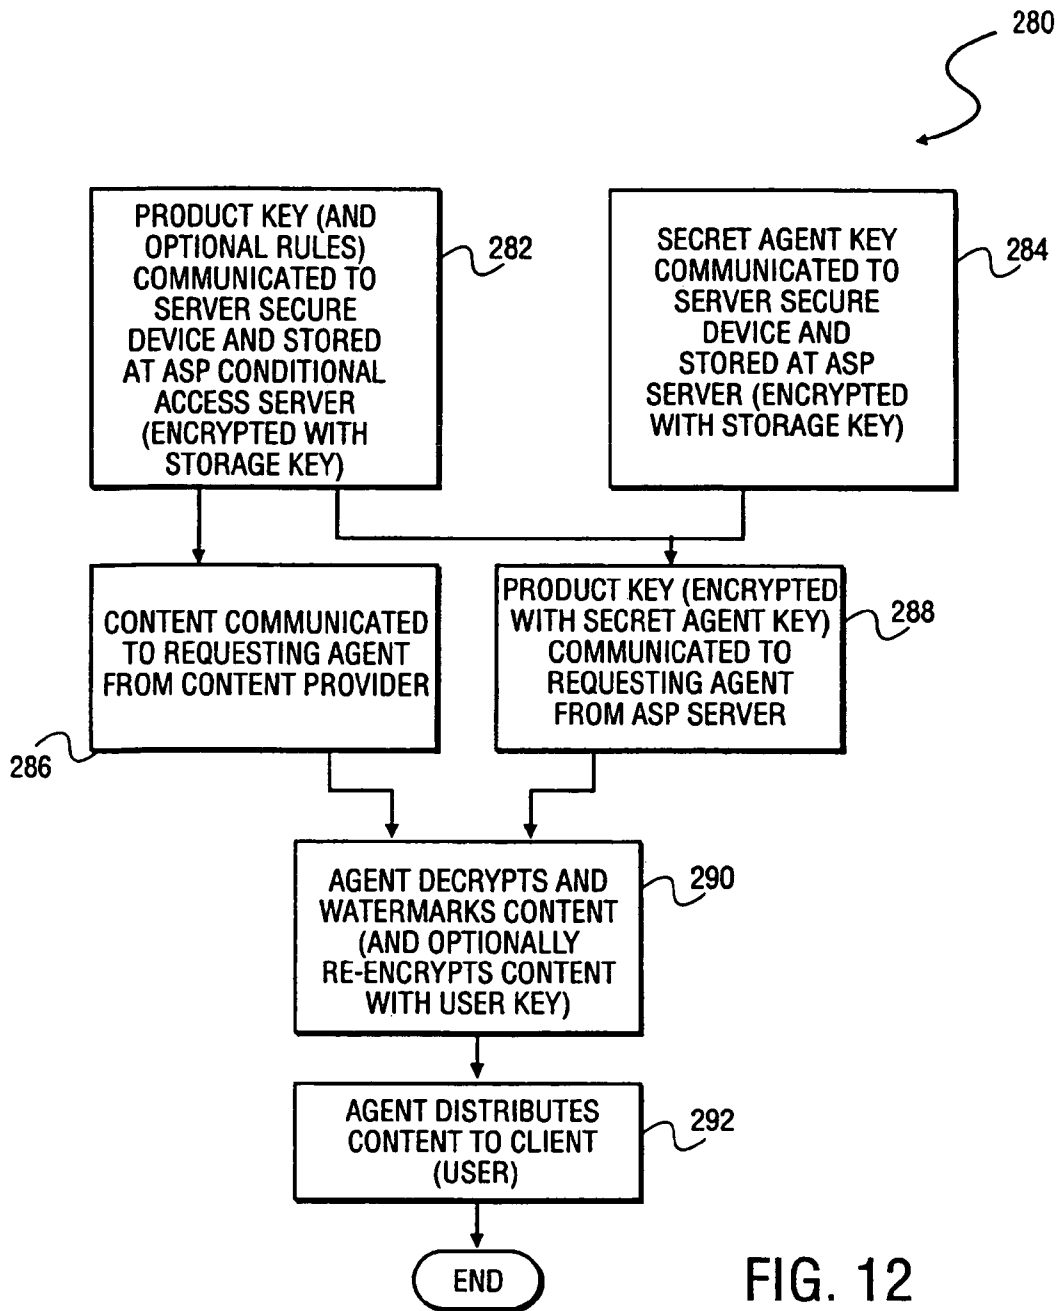 280
PRODUCT KEY (AND
OPTIONAL RULES)
COMMUNICATED TO
SERVER SECURE
DEVICE AND STORED
AT ASP CONDITIONAL
ACCESS SERVER
(ENCRYPTED WITH
STORAGE KEY)
282
SECRET AGENT KEY
COMMUNICATED TO
SERVER SECURE
DEVICE AND
STORED AT ASP
SERVER (ENCRYPTED
WITH STORAGE KEY)
284
CONTENT COMMUNICATED
TO REQUESTING AGENT
FROM CONTENT PROVIDER
286
PRODUCT KEY (ENCRYPTED
WITH SECRET AGENT KEY)
COMMUNICATED TO
REQUESTING AGENT
FROM ASP SERVER
288
AGENT DECRYPTS AND
WATERMARKS CONTENT
(AND OPTIONALLY
RE-ENCRYPTS CONTENT
WITH USER KEY)
290
AGENT DISTRIBUTES
CONTENT TO CLIENT
(USER)
292
END
FIG. 12